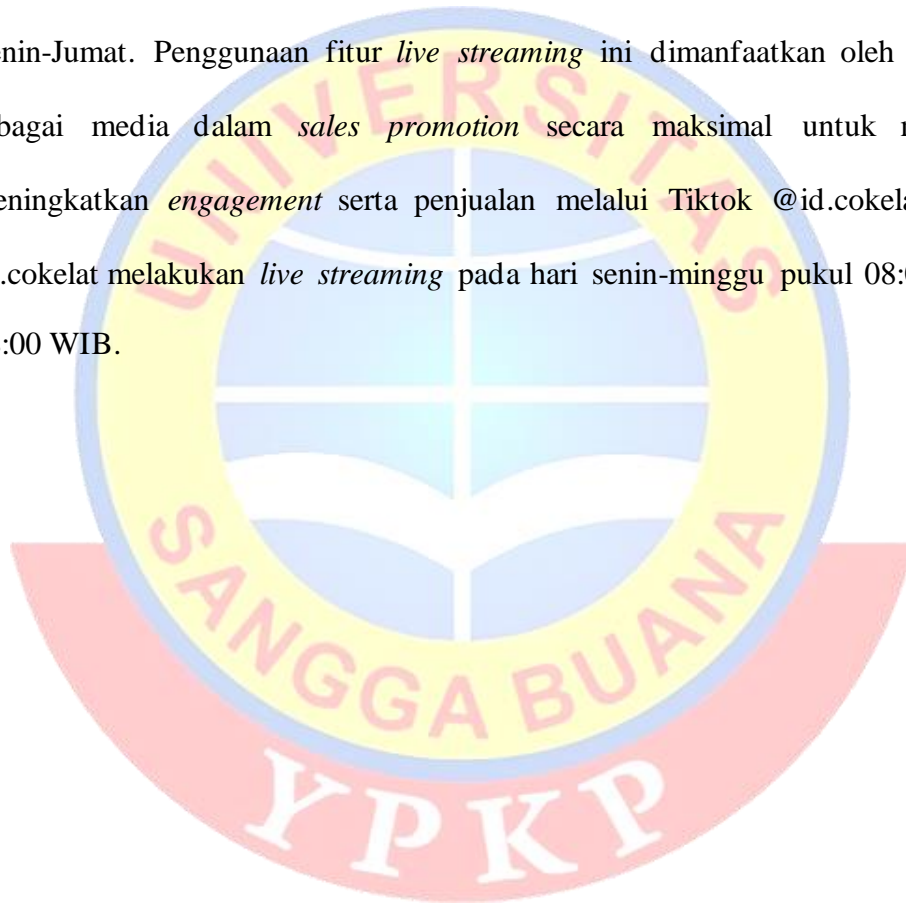 enin-Jumat. Penggunaan fitur live streaming ini dimanfaatkan oleh
bagai media dalam sales promotion secara maksimal untuk
eningkatkan engagement serta penjualan melalui Tiktok @id.cokela
.cokelat melakukan live streaming pada hari senin-minggu pukul 08:
:00 WIB.
UNIVERSITAS
SANGGA BUANA
YPKP